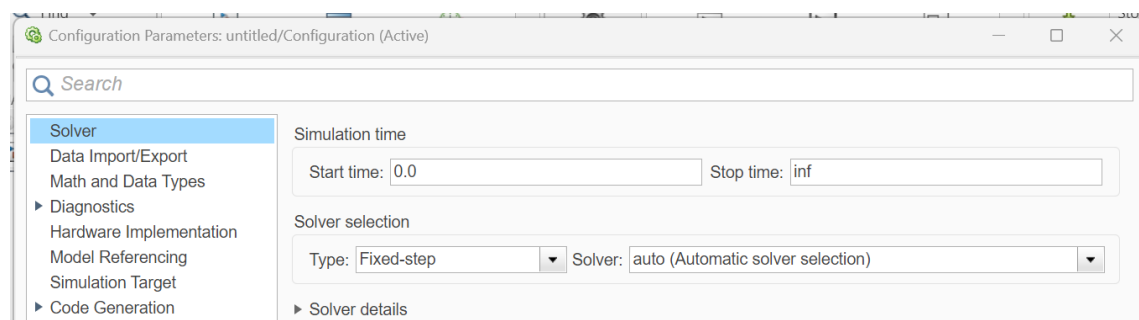 Configuration Parameters: untitled/Configuration (Active)
Search
Solver
Data Import/Export
Math and Data Types
Diagnostics
Hardware Implementation
Model Referencing
Simulation Target
Code Generation
Simulation time
Start time: 0.0 Stop time: inf
Solver selection
Type: Fixed-step Solver: auto (Automatic solver selection)
Solver details